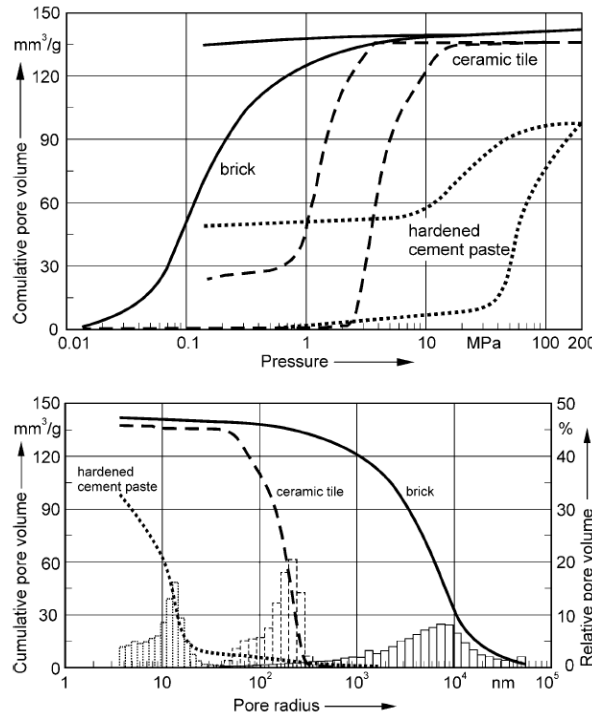 150
mm³/g
120
90
60
30
0
Comulative pore volume
ceramic tile
brick
hardened
cement paste
0.01
0.1
1
10
MPa
100
200
Pressure
150
mm³/g
120
90
60
30
0
Cumulative pore volume
50
%
40
30
20
10
0
Relative pore volume
hardened
cement paste
ceramic tile
brick
1
10
10²
10³
10⁴
nm
10⁵
Pore radius